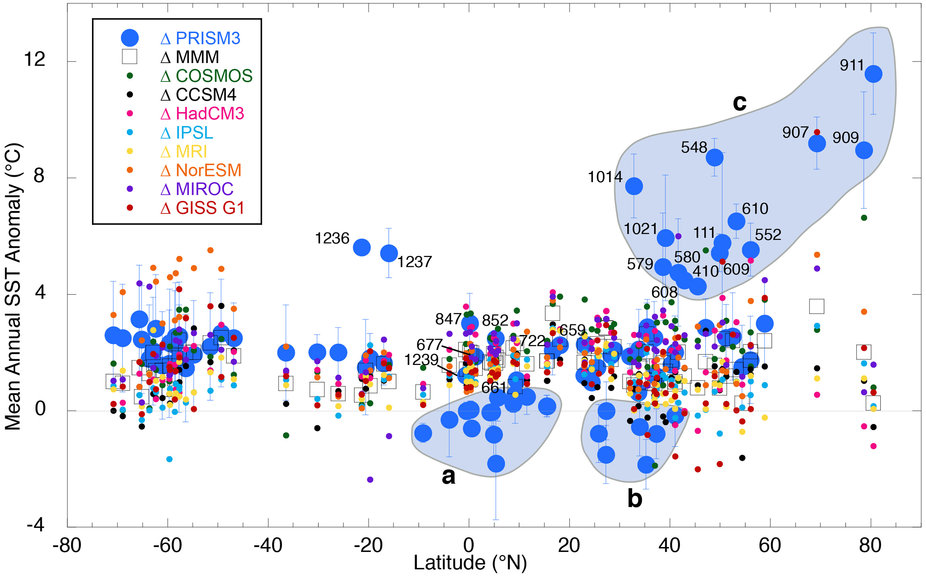 12
8
4
0
-4
Mean Annual SST Anomaly (°C)
Δ PRISM3
Δ MMM
Δ COSMOS
Δ CCSM4
Δ HadCM3
Δ IPSL
Δ MRI
Δ NorESM
Δ MIROC
Δ GISS G1
911
c
907
909
548
1014
610
1021
111
552
579
580
410
609
608
1236
1237
847
852
677
722
659
1239
661
a
b
-80
-60
-40
-20
0
20
40
60
80
Latitude (°N)